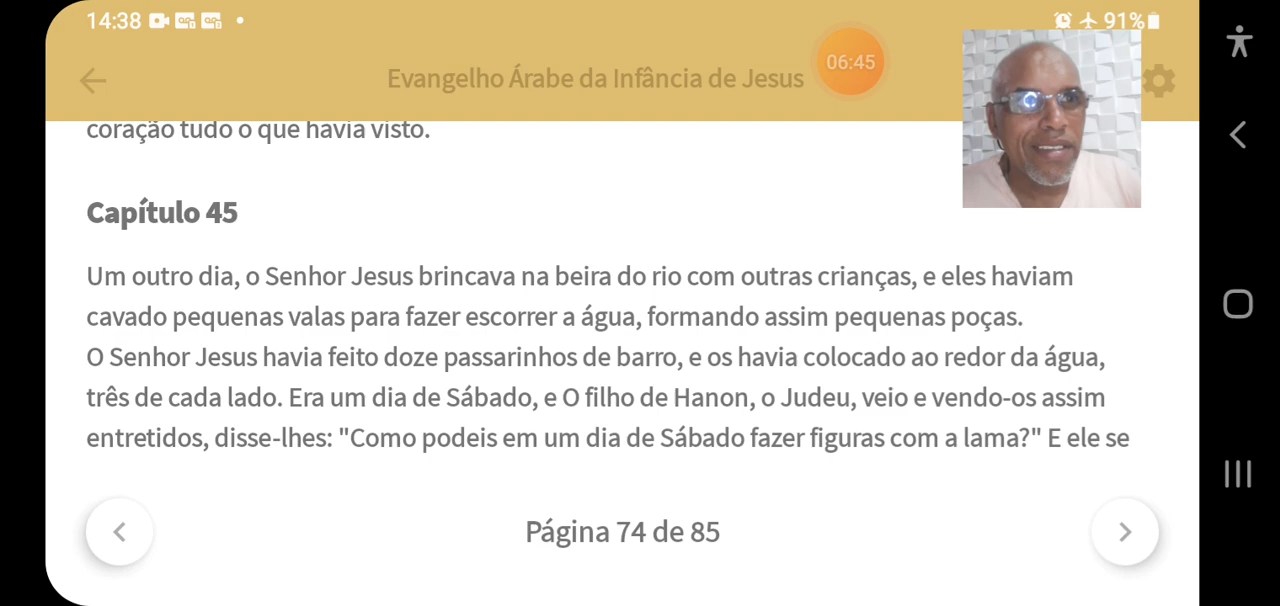 14:38
91%
06:45
Evangelho Árabe da Infância de Jesus
coração tudo o que havia visto.
Capítulo 45
Um outro dia, o Senhor Jesus brincava na beira do rio com outras crianças, e eles haviam
cavado pequenas valas para fazer escorrer a água, formando assim pequenas poças.
O Senhor Jesus havia feito doze passarinhos de barro, e os havia colocado ao redor da água,
três de cada lado. Era um dia de Sábado, e O filho de Hanon, o Judeu, veio e vendo-os assim
entretidos, disse-lhes: "Como podeis em um dia de Sábado fazer figuras com a lama?" E ele se
Página 74 de 85